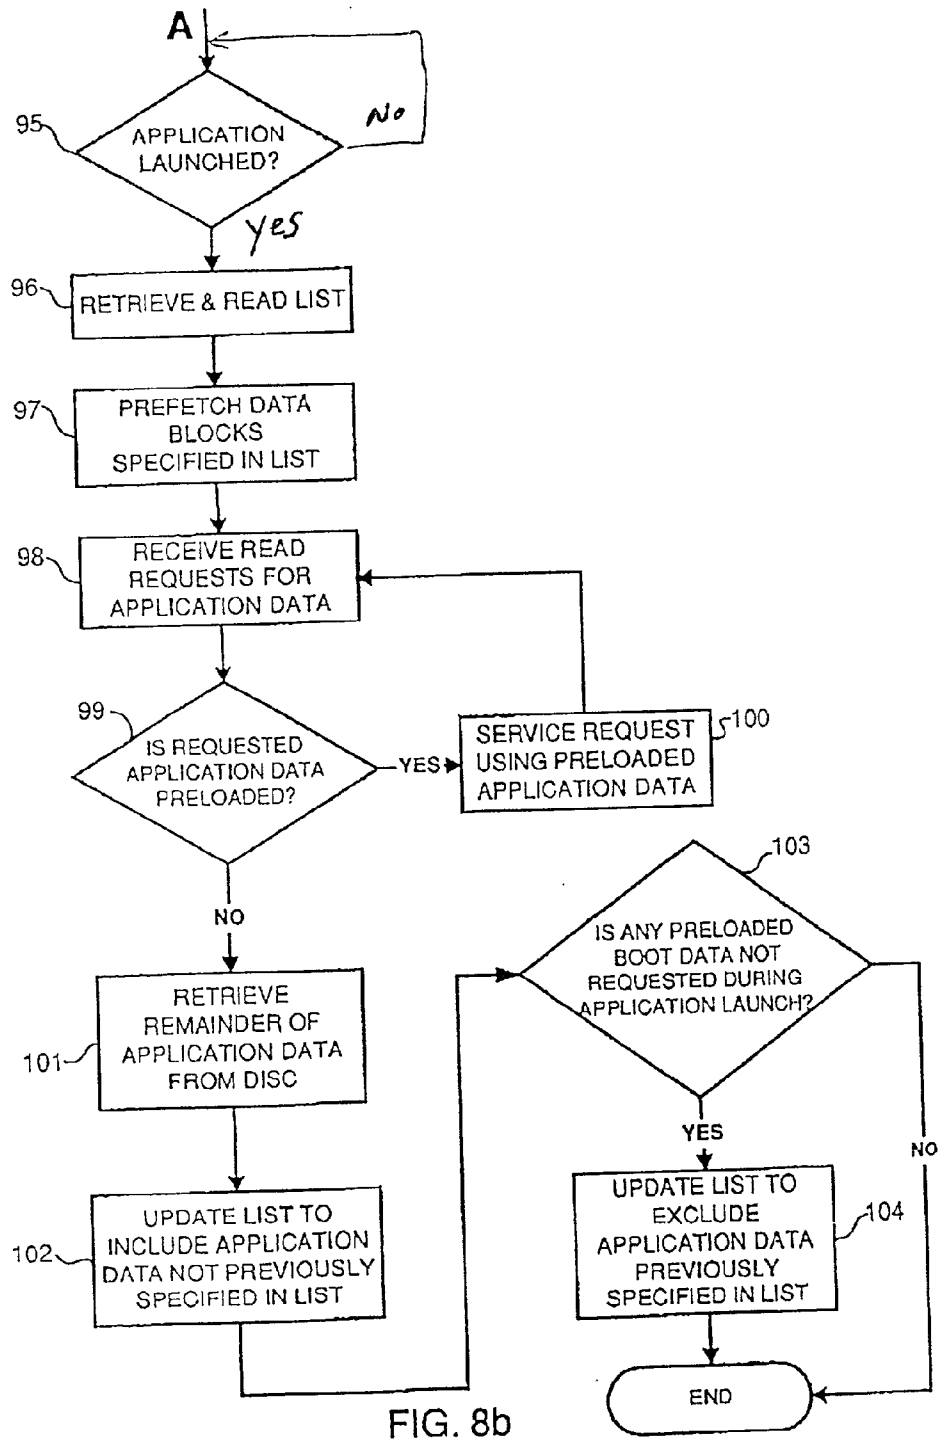 A
95
APPLICATION
LAUNCHED?
No
Yes
96
RETRIEVE & READ LIST
97
PREFETCH DATA
BLOCKS
SPECIFIED IN LIST
98
RECEIVE READ
REQUESTS FOR
APPLICATION DATA
99
IS REQUESTED
APPLICATION DATA
PRELOADED?
YES
100
SERVICE REQUEST
USING PRELOADED
APPLICATION DATA
NO
101
RETRIEVE
REMAINDER OF
APPLICATION DATA
FROM DISC
102
UPDATE LIST TO
INCLUDE APPLICATION
DATA NOT PREVIOUSLY
SPECIFIED IN LIST
103
IS ANY PRELOADED
BOOT DATA NOT
REQUESTED DURING
APPLICATION LAUNCH?
YES
NO
104
UPDATE LIST TO
EXCLUDE
APPLICATION DATA
PREVIOUSLY
SPECIFIED IN LIST
END
FIG. 8b